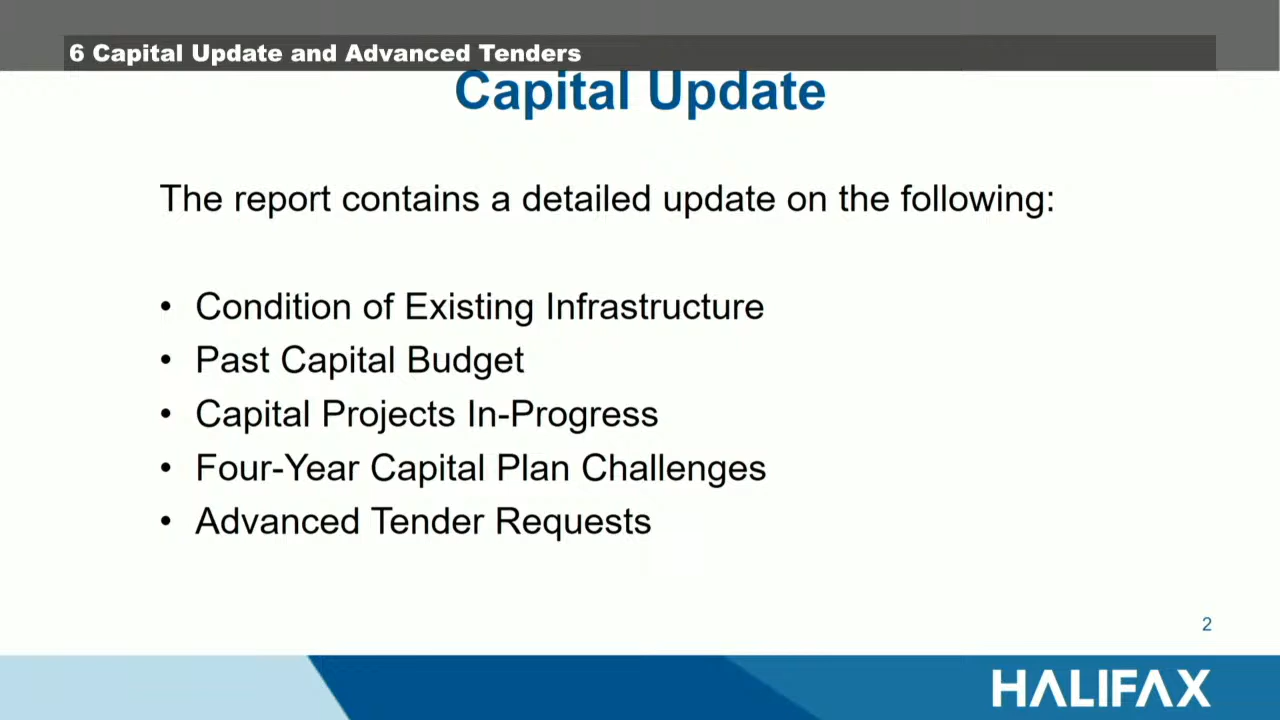 6 Capital Update and Advanced Tenders
Capital Update
The report contains a detailed update on the following:
• Condition of Existing Infrastructure
• Past Capital Budget
• Capital Projects In-Progress
• Four-Year Capital Plan Challenges
• Advanced Tender Requests
2
HALIFAX